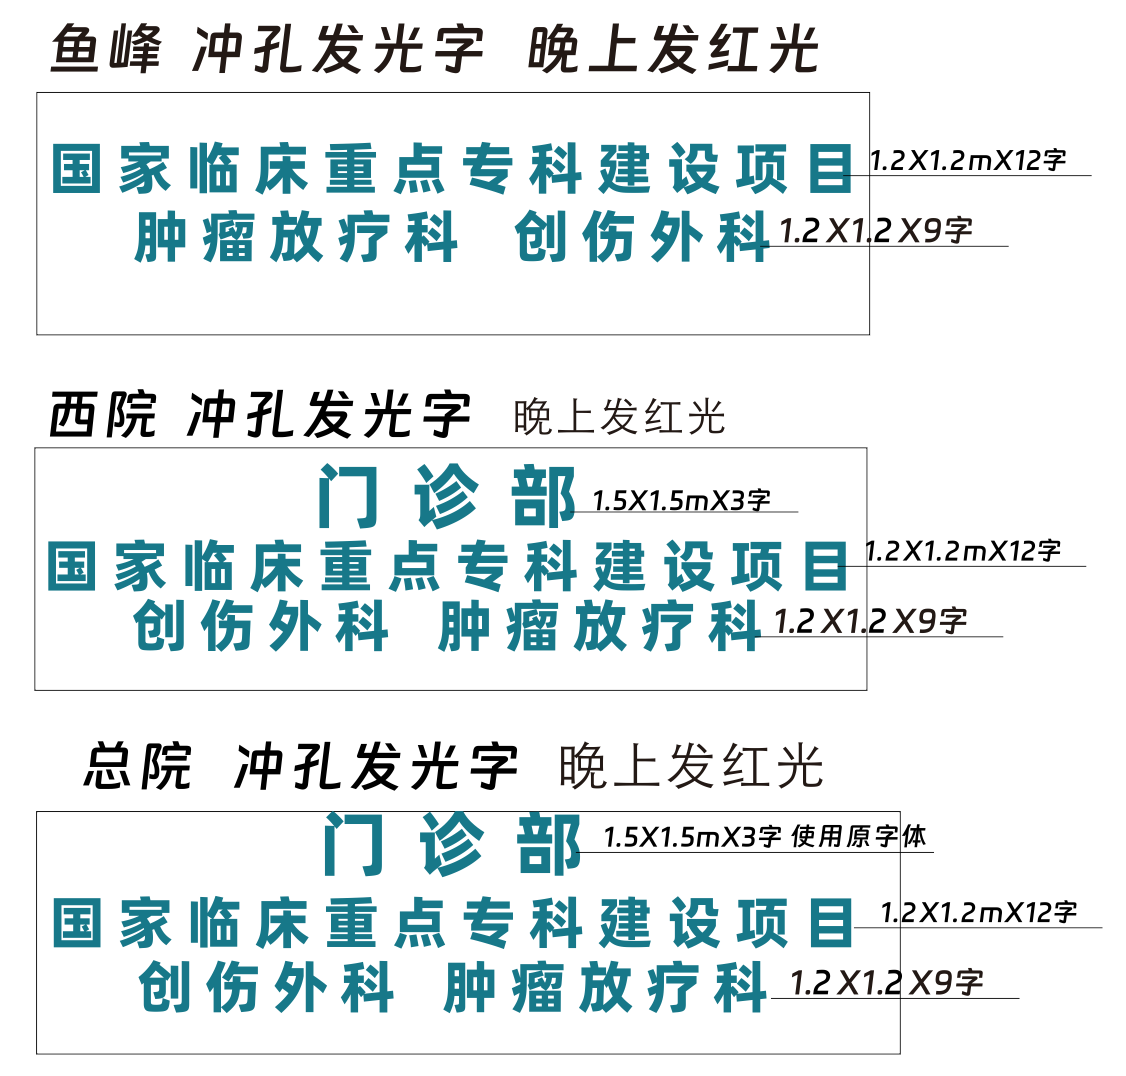 鱼峰 冲孔发光字 晚上发红光
国家临床重点专科建设项目 1.2X1.2mX12字
肿瘤放疗科 创伤外科 1.2X1.2X9字
西院 冲孔发光字 晚上发红光
门诊部 1.5X1.5mX3字
国家临床重点专科建设项目 1.2X1.2mX12字
创伤外科 肿瘤放疗科 1.2X1.2X9字
总院 冲孔发光字 晚上发红光
门诊部 1.5X1.5mX3字 使用原字体
国家临床重点专科建设项目 1.2X1.2mX12字
创伤外科 肿瘤放疗科 1.2X1.2X9字